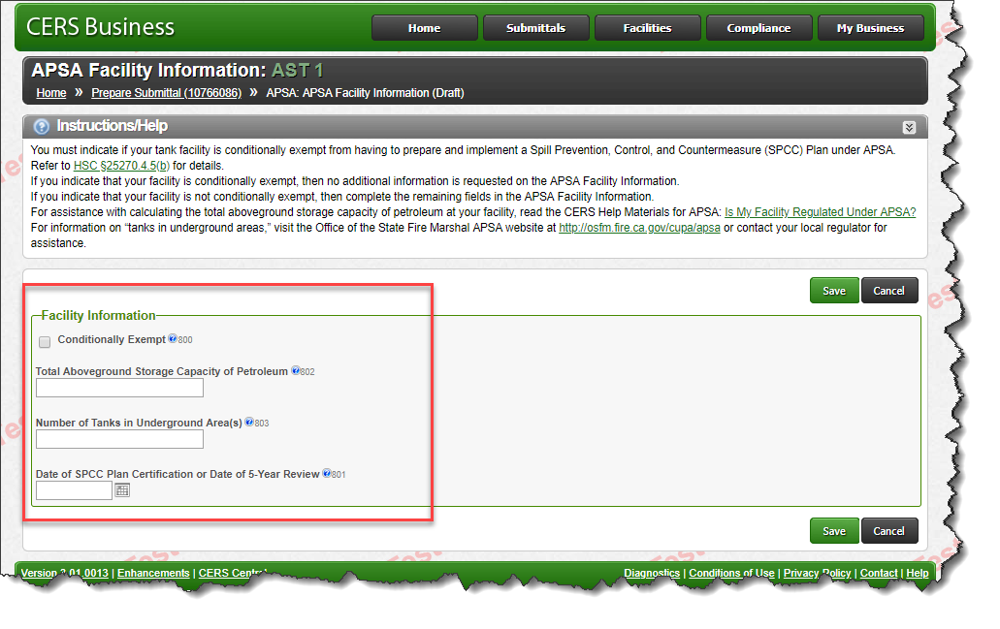 CERS Business
Home
Submittals
Facilities
Compliance
My Business
APSA Facility Information: AST 1
Home » Prepare Submittal (10766086) » APSA: APSA Facility Information (Draft)
Instructions/Help
You must indicate if your tank facility is conditionally exempt from having to prepare and implement a Spill Prevention, Control, and Countermeasure (SPCC) Plan under APSA.
Refer to HSC §25270.4.5(b) for details.
If you indicate that your facility is conditionally exempt, then no additional information is requested on the APSA Facility Information.
If you indicate that your facility is not conditionally exempt, then complete the remaining fields in the APSA Facility Information.
For assistance with calculating the total aboveground storage capacity of petroleum at your facility, read the CERS Help Materials for APSA: Is My Facility Regulated Under APSA?
For information on “tanks in underground areas,” visit the Office of the State Fire Marshal APSA website at http://osfm.fire.ca.gov/cupa/apsa or contact your local regulator for
assistance.
Save
Cancel
Facility Information
Conditionally Exempt 800
Total Aboveground Storage Capacity of Petroleum 802
Number of Tanks in Underground Area(s) 803
Date of SPCC Plan Certification or Date of 5-Year Review 801
Save
Cancel
Test
Version 3.01.0013 | Enhancements | CERS Central
Diagnostics | Conditions of Use | Privacy Policy | Contact | Help